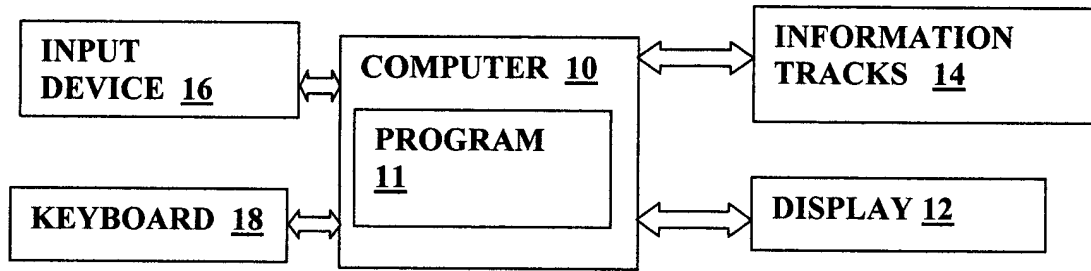 INPUT
DEVICE 16
COMPUTER 10
PROGRAM
11
INFORMATION
TRACKS 14
KEYBOARD 18
DISPLAY 12